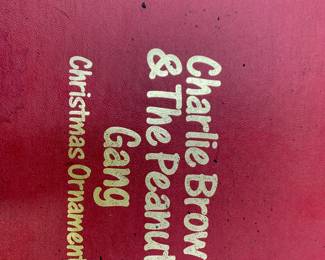 Charlie Brow
& The Peanut
Gang
Christmas Ornament